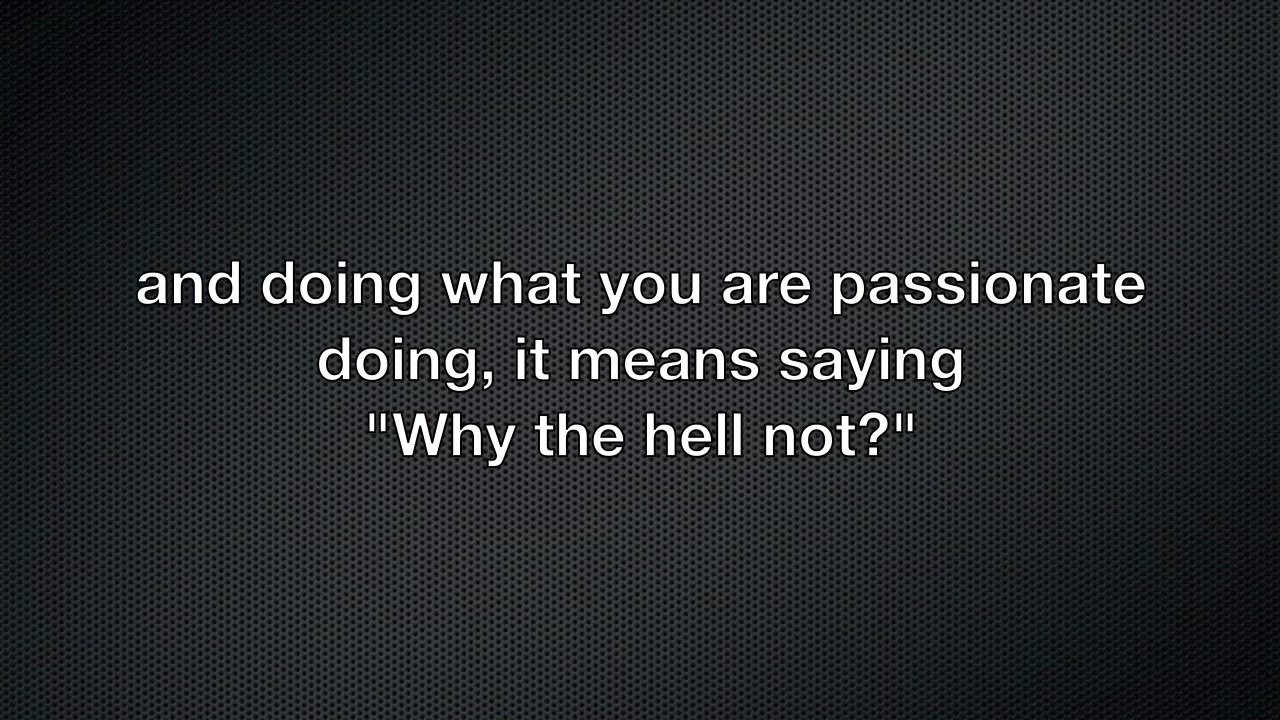 and doing what you are passionate
doing, it means saying
"Why the hell not?"